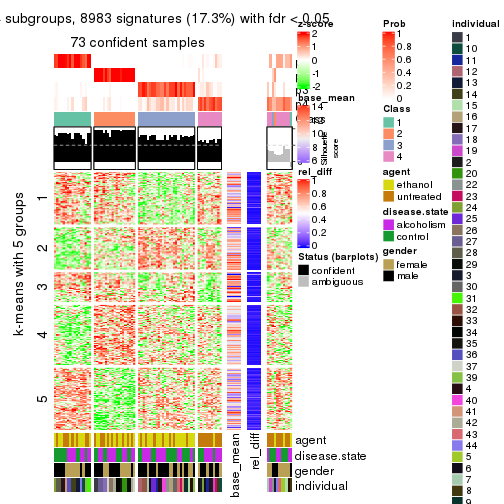 subgroups, 8983 signatures (17.3%) with fdr < 0.05
73 confident samples
1
2
3
4
5
k-means with 5 groups
Silhouette
score
base_mean
rel_diff
agent
disease.state
gender
individual
z-score
2
1
0
-1
-2
base_mean
14
12
10
8
6
rel_diff
1
0.8
0.6
0.4
0.2
0
Status (barplots)
confident
ambiguous
Prob
1
0.8
0.6
0.4
0.2
0
Class
1
2
3
4
agent
ethanol
untreated
disease.state
alcoholism
control
gender
female
male
individual
1
10
11
12
13
14
15
16
17
18
19
2
20
22
23
24
25
26
27
28
29
3
30
31
32
33
34
35
36
37
39
4
40
41
42
43
44
5
6
7
8
9